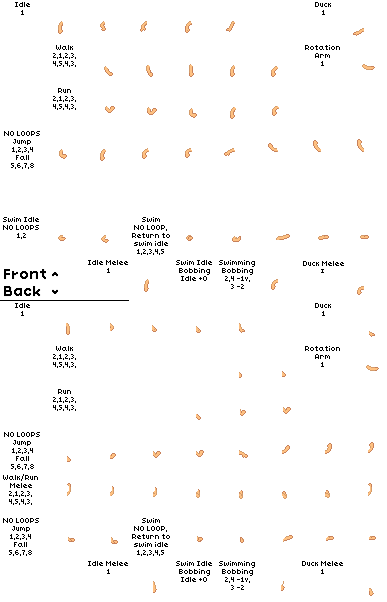 Idle
1
Duck
1
Walk
2,1,2,3,
4,5,4,3,
Rotation
Arm
1
Run
2,1,2,3,
4,5,4,3,
NO LOOPS
Jump
1,2,3,4
Fall
5,6,7,8
Swim Idle
NO LOOPS
1,2
Swim
NO LOOP,
Return to
swim idle
1,2,3,4,5
Idle Melee
1
Swim Idle
Bobbing
Idle +0
Swimming
Bobbing
2,4 -1v,
3 -2
Duck Melee
1
Front ^
Back v
Idle
1
Duck
1
Walk
2,1,2,3,
4,5,4,3,
Rotation
Arm
1
Run
2,1,2,3,
4,5,4,3,
NO LOOPS
Jump
1,2,3,4
Fall
5,6,7,8
Walk/Run
Melee
2,1,2,3,
4,5,4,3,
NO LOOPS
Jump
1,2,3,4
Fall
5,6,7,8
Swim
NO LOOP,
Return to
swim idle
1,2,3,4,5
Idle Melee
1
Swim Idle
Bobbing
Idle +0
Swimming
Bobbing
2,4 -1v,
3 -2
Duck Melee
1